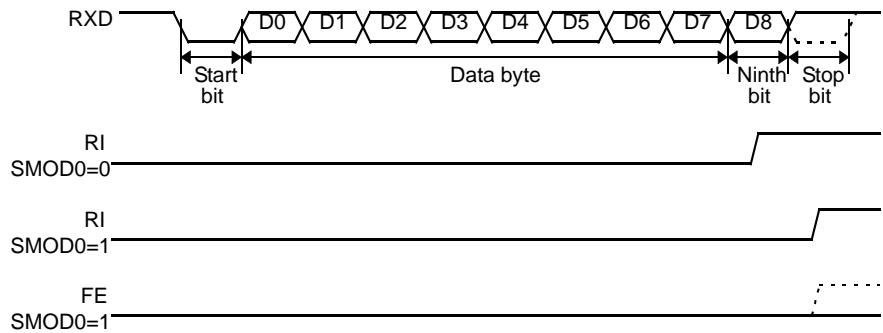 RXD D0 D1 D2 D3 D4 D5 D6 D7 D8
Start bit Data byte Ninth bit Stop bit
RI
SMOD0=0
RI
SMOD0=1
FE
SMOD0=1